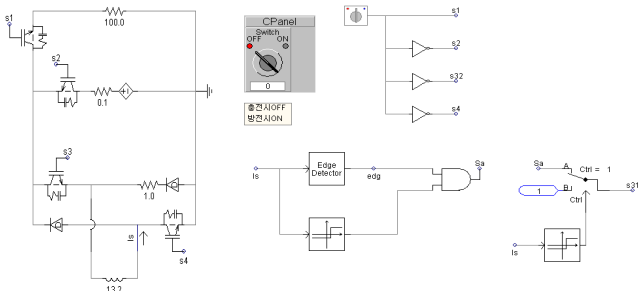 s1
100.0
s2
0.1
s3
1.0
Is
s4
13.2
CPanel
Switch
OFF ON
0
충전시OFF
방전시ON
s1
s2
s32
s4
Is
Edge
Detector
edg
Sa
Sa
A
Ctrl = 1
1
B
Ctrl
s31
Is